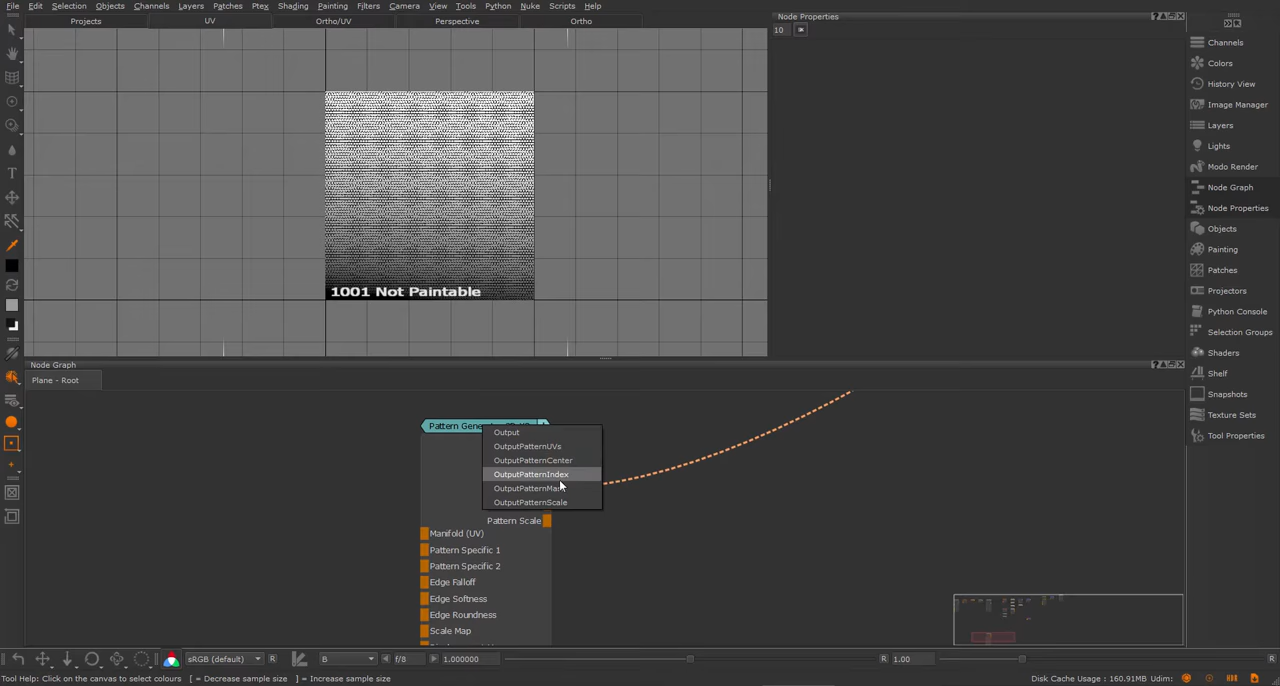 File Edit Selection Objects Channels Layers Patches Ptex Shading Painting Filters Camera View Tools Python Nuke Scripts Help
Projects UV Ortho/UV Perspective Ortho
Node Properties
10
1001 Not Paintable
Channels
Colors
History View
Image Manager
Layers
Lights
Modo Render
Node Graph
Node Properties
Objects
Painting
Patches
Projectors
Python Console
Selection Groups
Shaders
Shelf
Snapshots
Texture Sets
Tool Properties
Node Graph
Plane - Root
Pattern
Output
OutputPatternUVs
OutputPatternCenter
OutputPatternIndex
OutputPatternScale
Pattern Scale
Manifold (UV)
Pattern Specific 1
Pattern Specific 2
Edge Falloff
Edge Softness
Edge Roundness
Scale Map
sRGB (default) R B f/8 1.000000 R 1.00 R
Tool Help: Click on the canvas to select colours [ = Decrease sample size ] = Increase sample size Disk Cache Usage : 160.91MB Udim: